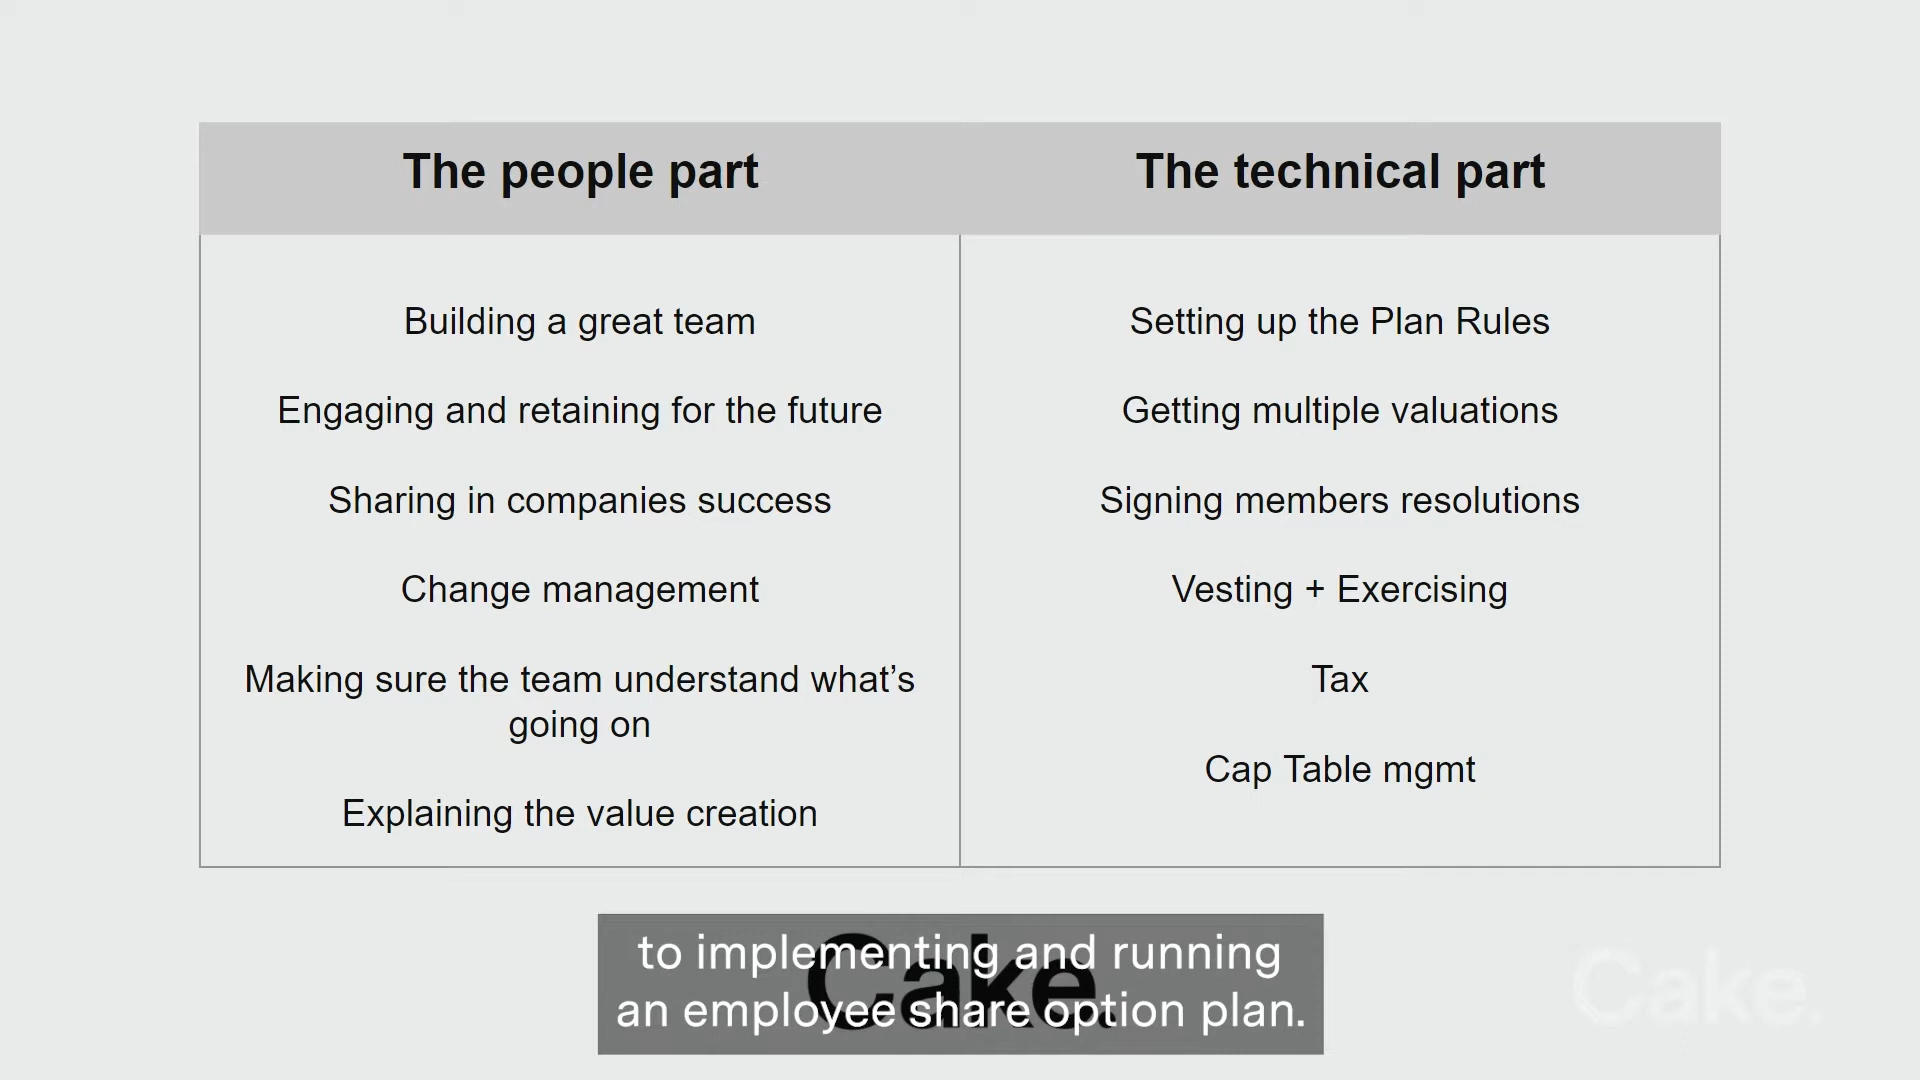 The people part
The technical part
Building a great team
Engaging and retaining for the future
Sharing in companies success
Change management
Making sure the team understand what’s
going on
Explaining the value creation
Setting up the Plan Rules
Getting multiple valuations
Signing members resolutions
Vesting + Exercising
Tax
Cap Table mgmt
Cake.
to implementing and running
an employee share option plan.
Cake.